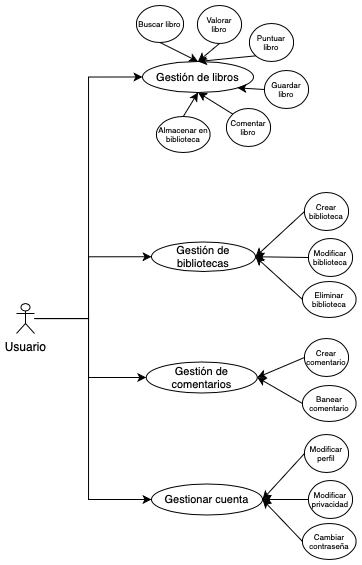 Buscar libro
Valorar
libro
Puntuar
libro
Gestión de libros
Guardar
libro
Almacenar en
biblioteca
Comentar
libro
Crear
biblioteca
Gestión de
bibliotecas
Modificar
biblioteca
Eliminar
biblioteca
Usuario
Crear
comentario
Gestión de
comentarios
Banear
comentario
Modificar
perfil
Gestionar cuenta
Modificar
privacidad
Cambiar
contraseña